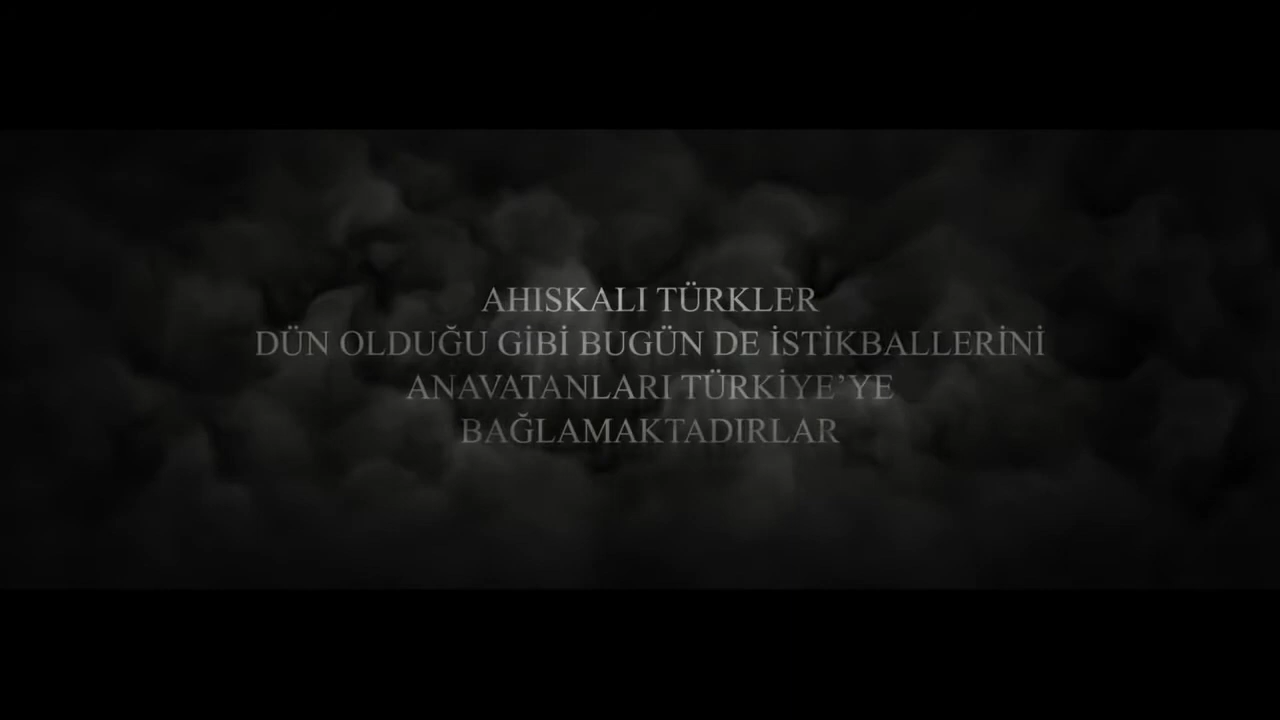 AHISKALI TÜRKLER
DÜN OLDUĞU GİBİ BUGÜN DE İSTİKBALLERİNİ
ANAVATANLARI TÜRKİYE’YE
BAĞLAMAKTADIRLAR